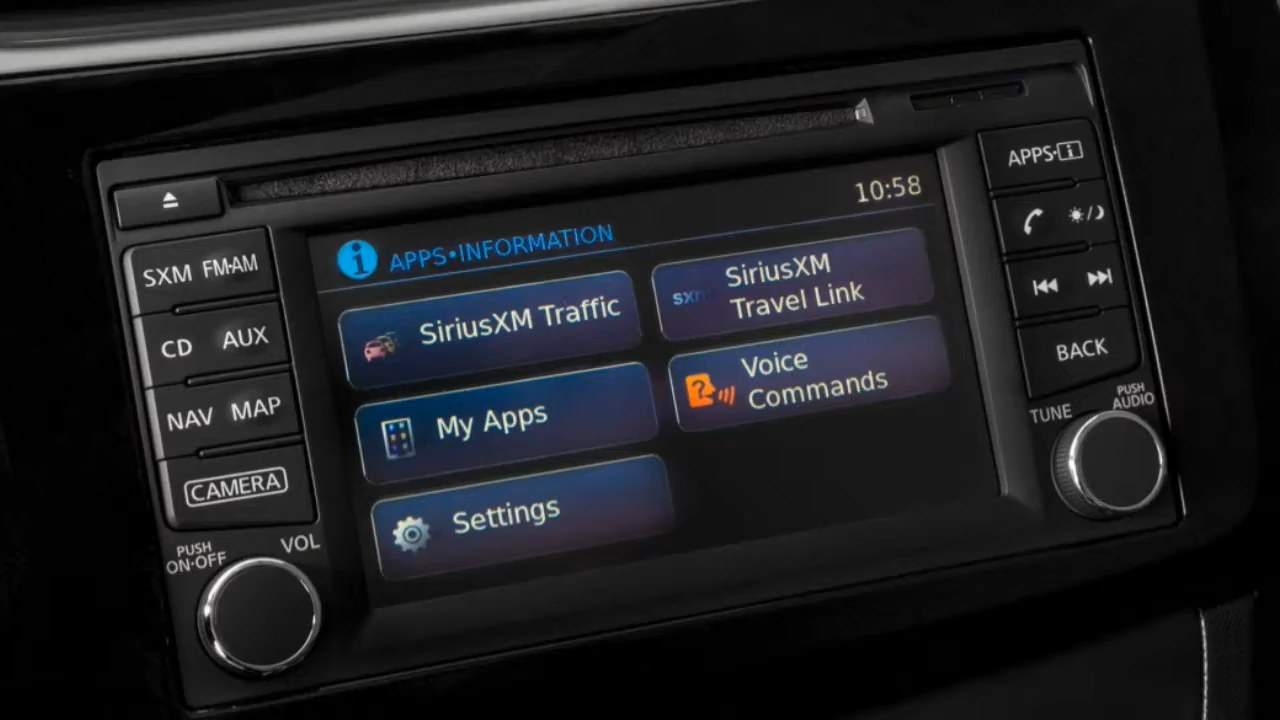 10:58
APPS•INFORMATION
SiriusXM Traffic
SiriusXM
Travel Link
My Apps
Voice
Commands
Settings
SXM FM•AM
CD AUX
NAV MAP
CAMERA
PUSH
ON•OFF
VOL
APPS•i
BACK
TUNE
PUSH
AUDIO
sxm